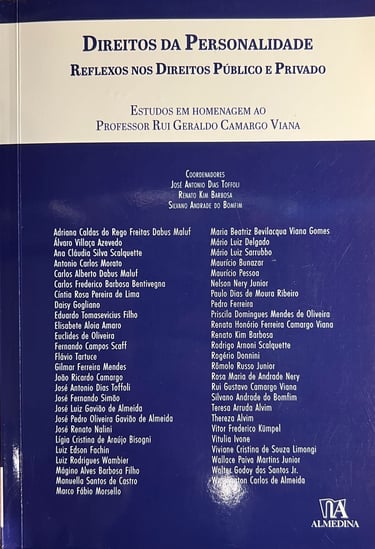 DIREITOS DA PERSONALIDADE
REFLEXOS NOS DIREITOS PÚBLICO E PRIVADO
ESTUDOS EM HOMENAGEM AO
PROFESSOR RUI GERALDO CAMARGO VIANA
COORDENADORES
JOSÉ ANTONIO DIAS TOFFOLI
RENATO KIM BARBOSA
SILVANO ANDRADE DO BOMFIM
Adriana Caldas do Rego Freitas Dabus Maluf
Álvaro Villaça Azevedo
Ana Cláudia Silva Scalquette
Antonio Carlos Morato
Carlos Alberto Dabus Maluf
Carlos Frederico Barbosa Bentivegna
Cíntia Rosa Pereira de Lima
Daisy Gogliano
Eduardo Tomasevicius Filho
Elisabete Aloia Amaro
Euclides de Oliveira
Fernando Campos Scaff
Flávio Tartuce
Gilmar Ferreira Mendes
João Ricardo Camargo
José Antonio Dias Toffoli
José Fernando Simão
José Luiz Gavião de Almeida
José Pedro Oliveira Gavião de Almeida
José Renato Nalini
Lígia Cristina de Araújo Bisogni
Luiz Edson Fachin
Luiz Rodrigues Wambier
Mágino Alves Barbosa Filho
Manuella Santos de Castro
Marco Fábio Morsello
Maria Beatriz Bevilacqua Viana Gomes
Mário Luiz Delgado
Mário Luiz Sarrubbo
Maurício Bunazar
Maurício Pessoa
Nelson Nery Junior
Paulo Dias de Moura Ribeiro
Pedro Ferreira
Priscila Domingues Mendes de Oliveira
Renata Honório Ferreira Camargo Viana
Renato Kim Barbosa
Rodrigo Arnoni Scalquette
Rogério Donnini
Rômolo Russo Junior
Rosa Maria de Andrade Nery
Rui Gustavo Camargo Viana
Silvano Andrade do Bomfim
Teresa Arruda Alvim
Thereza Alvim
Vitor Frederico Kümpel
Vitulia Ivone
Viviane Cristina de Souza Limongi
Wallace Paiva Martins Junior
Walter Godoy dos Santos Jr.
Washington Carlos de Almeida
ALMEDINA